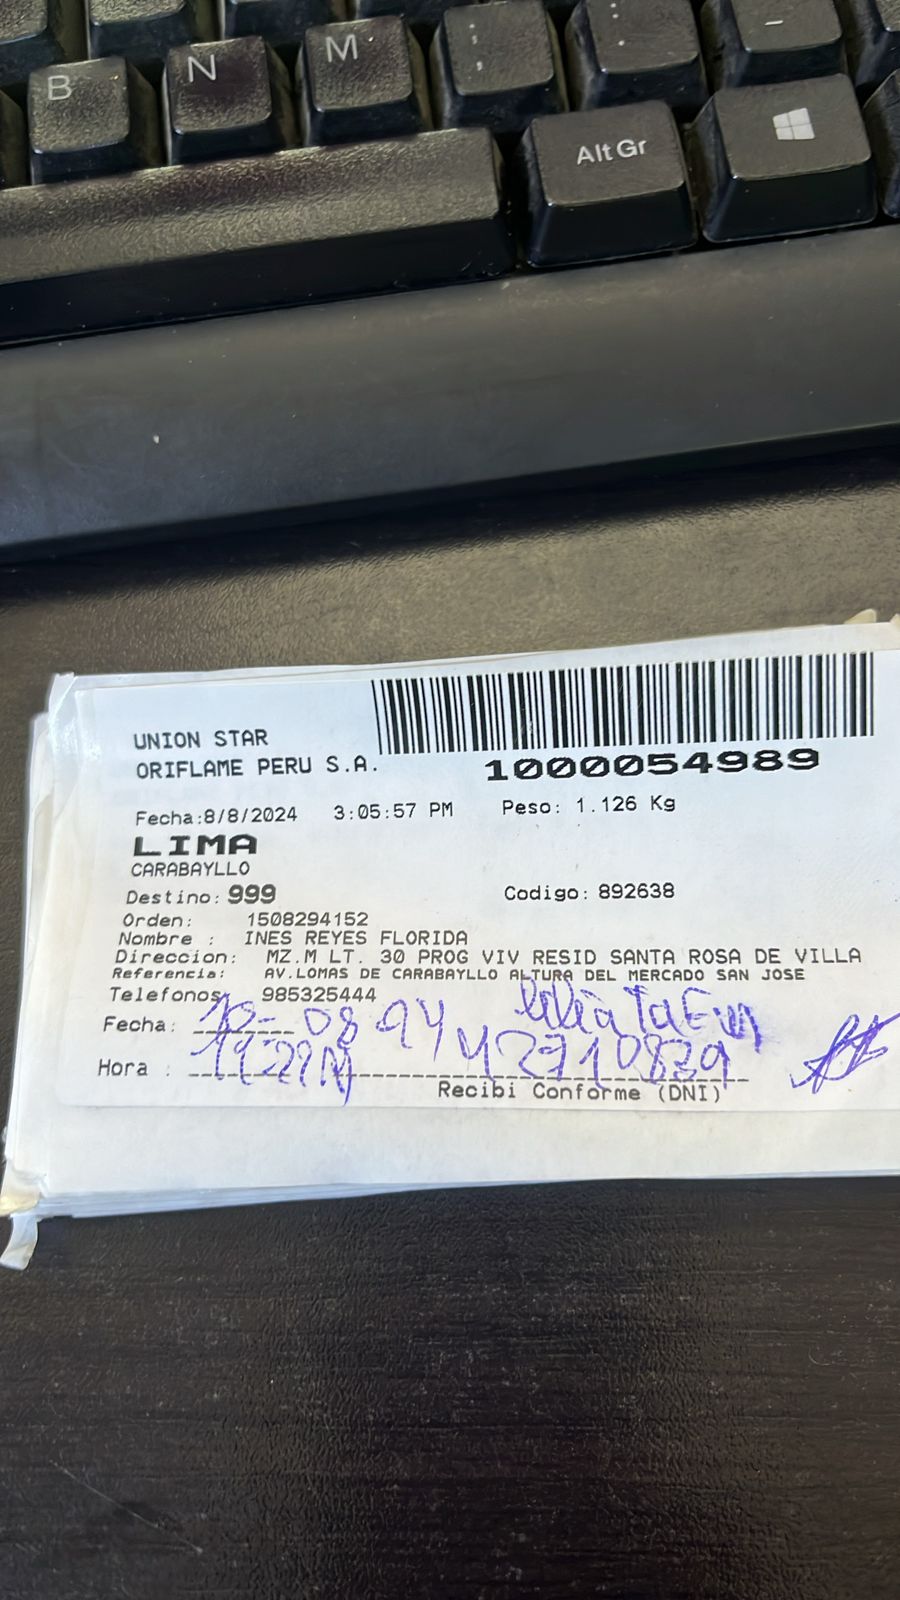 B N M ; :
Alt Gr
UNION STAR
ORIFLAME PERU S.A.
1000054989
Fecha:8/8/2024 3:05:57 PM Peso: 1.126 Kg
LIMA
CARABAYLLO
Destino: 999 Codigo: 892638
Orden: 1508294152
Nombre : INES REYES FLORIDA
Direccion: MZ.M LT. 30 PROG VIV RESID SANTA ROSA DE VILLA
Referencia: AV.LOMAS DE CARABAYLLO ALTURA DEL MERCADO SAN JOSE
Telefonos 985325444
Fecha: 10-08
Hora : 42710839
Recibi Conforme (DNI)